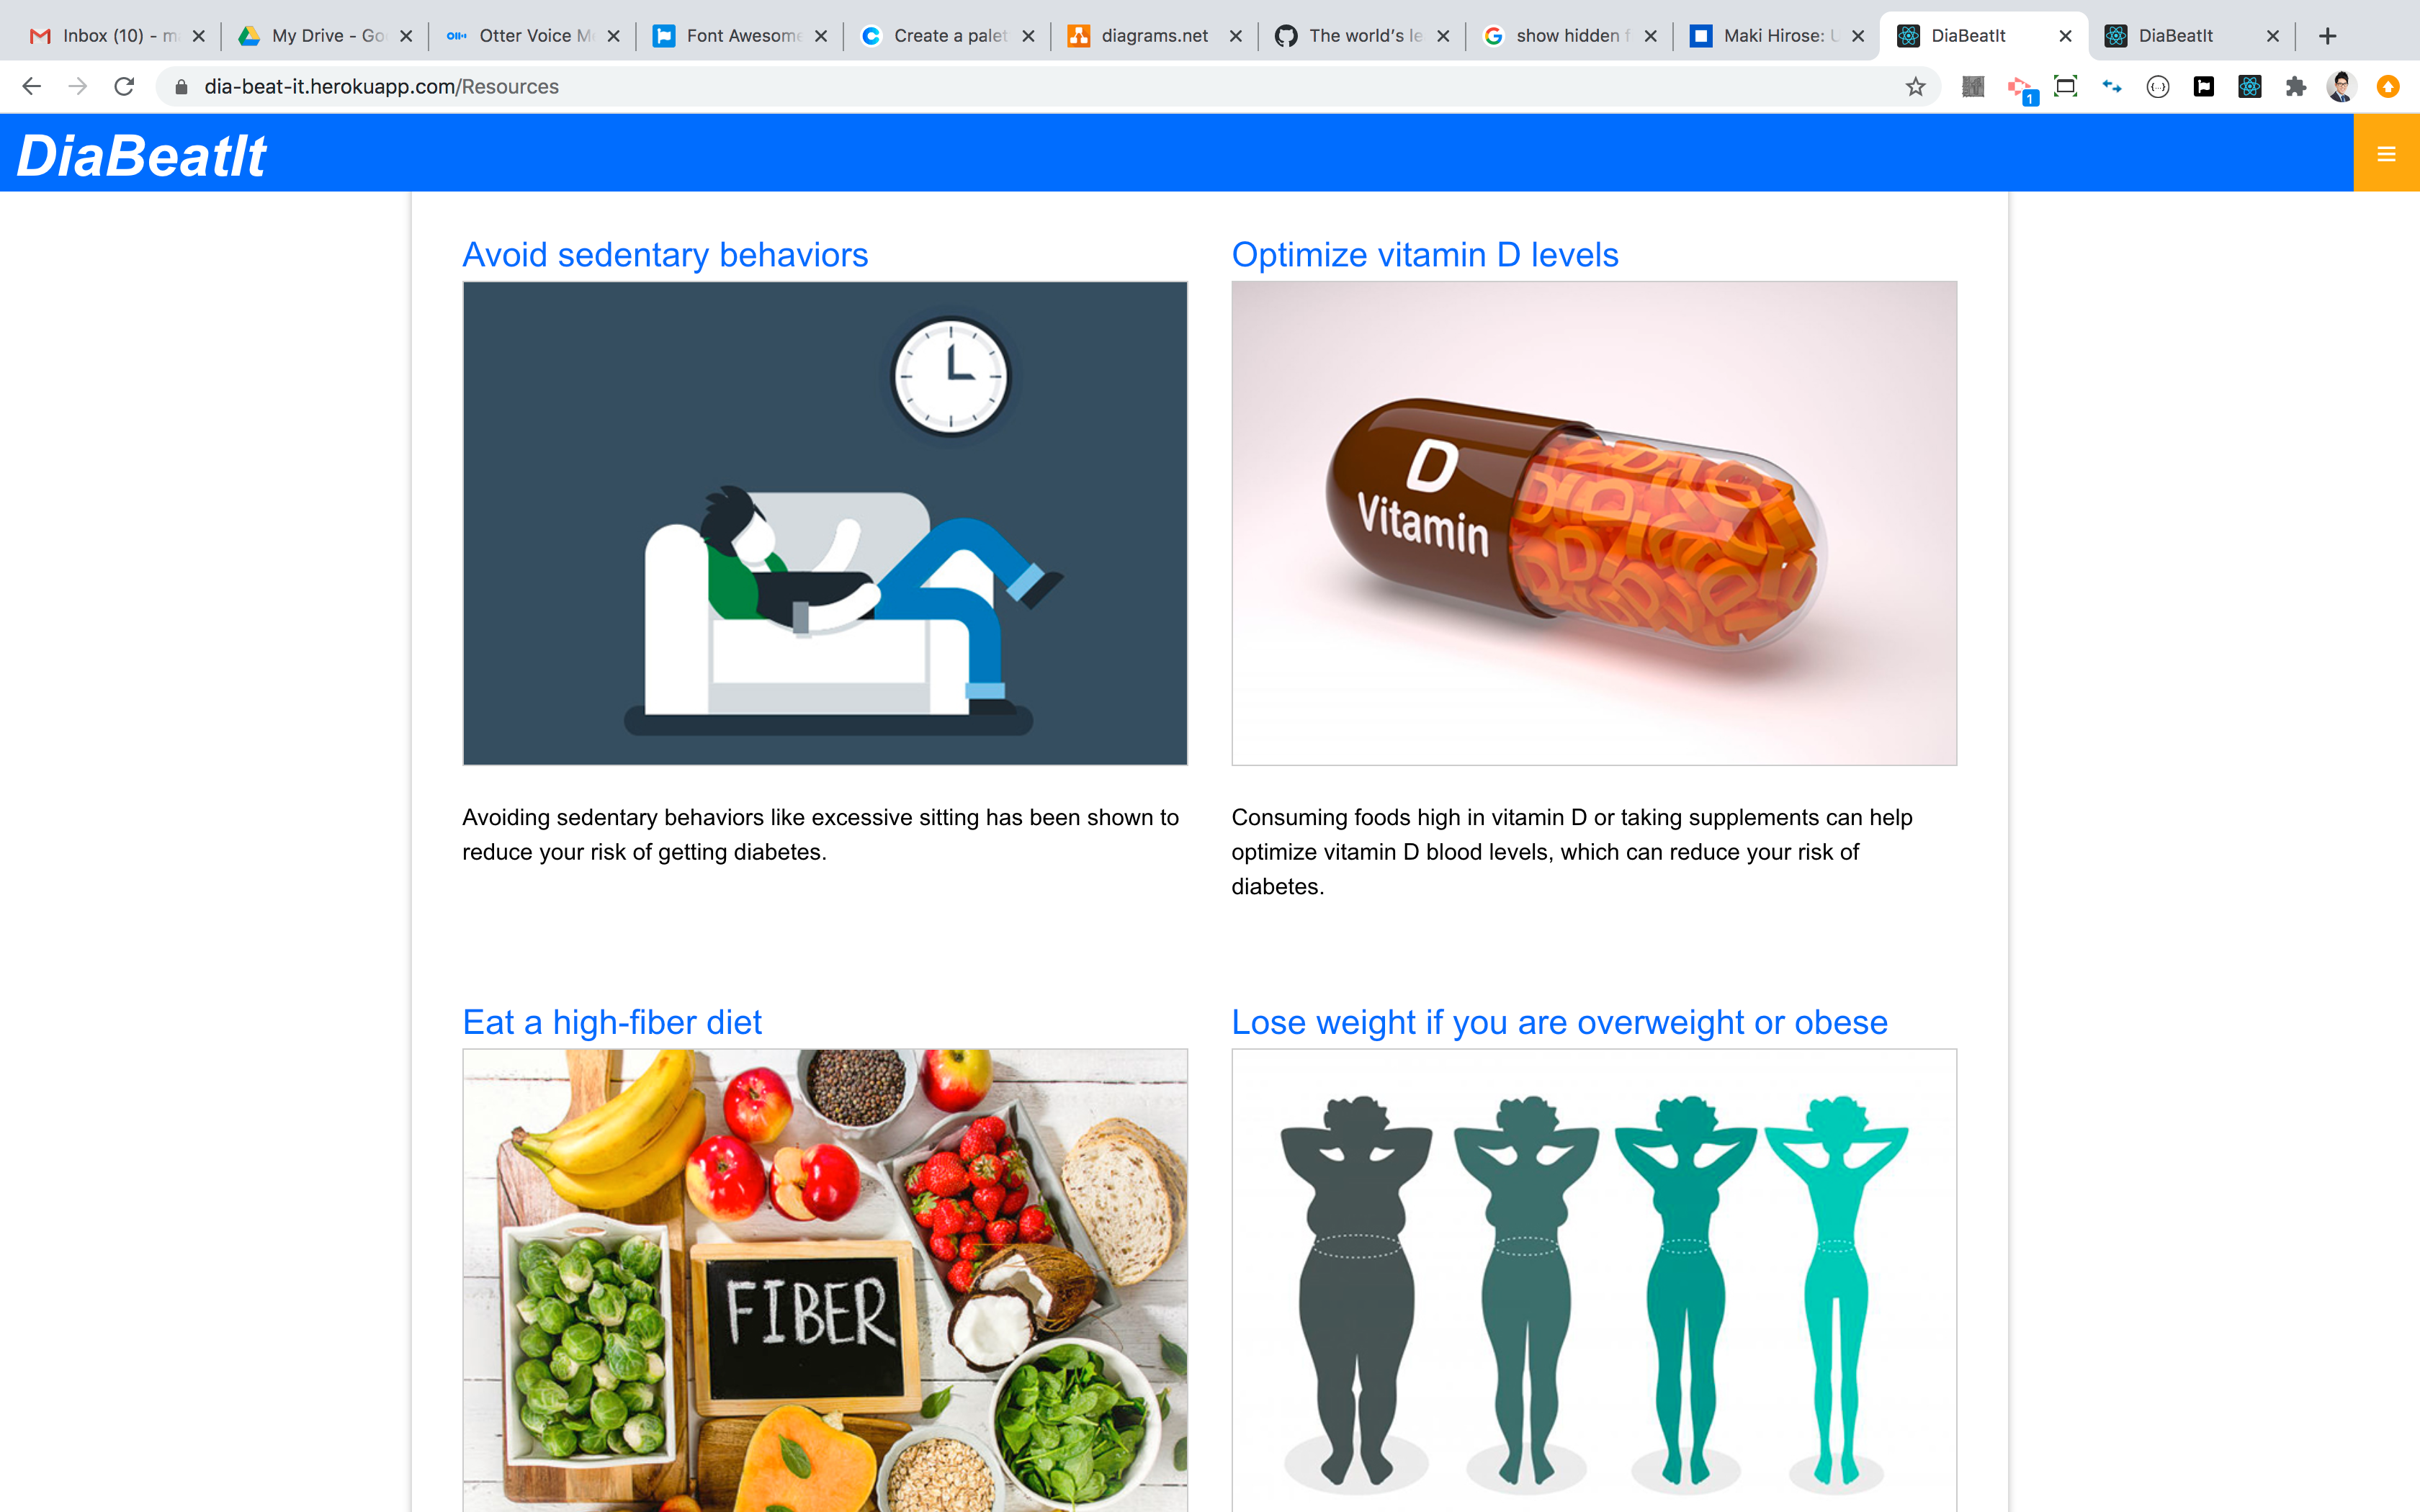 Inbox (10) - m
My Drive - Go
Otter Voice M
Font Awesome
Create a palet
diagrams.net
The world's le
show hidden f
Maki Hirose: U
DiaBeatIt
DiaBeatIt
dia-beat-it.herokuapp.com/Resources
1
DiaBeatIt
Avoid sedentary behaviors
Optimize vitamin D levels
D
Vitamin
Avoiding sedentary behaviors like excessive sitting has been shown to
reduce your risk of getting diabetes.
Consuming foods high in vitamin D or taking supplements can help
optimize vitamin D blood levels, which can reduce your risk of
diabetes.
Eat a high-fiber diet
Lose weight if you are overweight or obese
FIBER